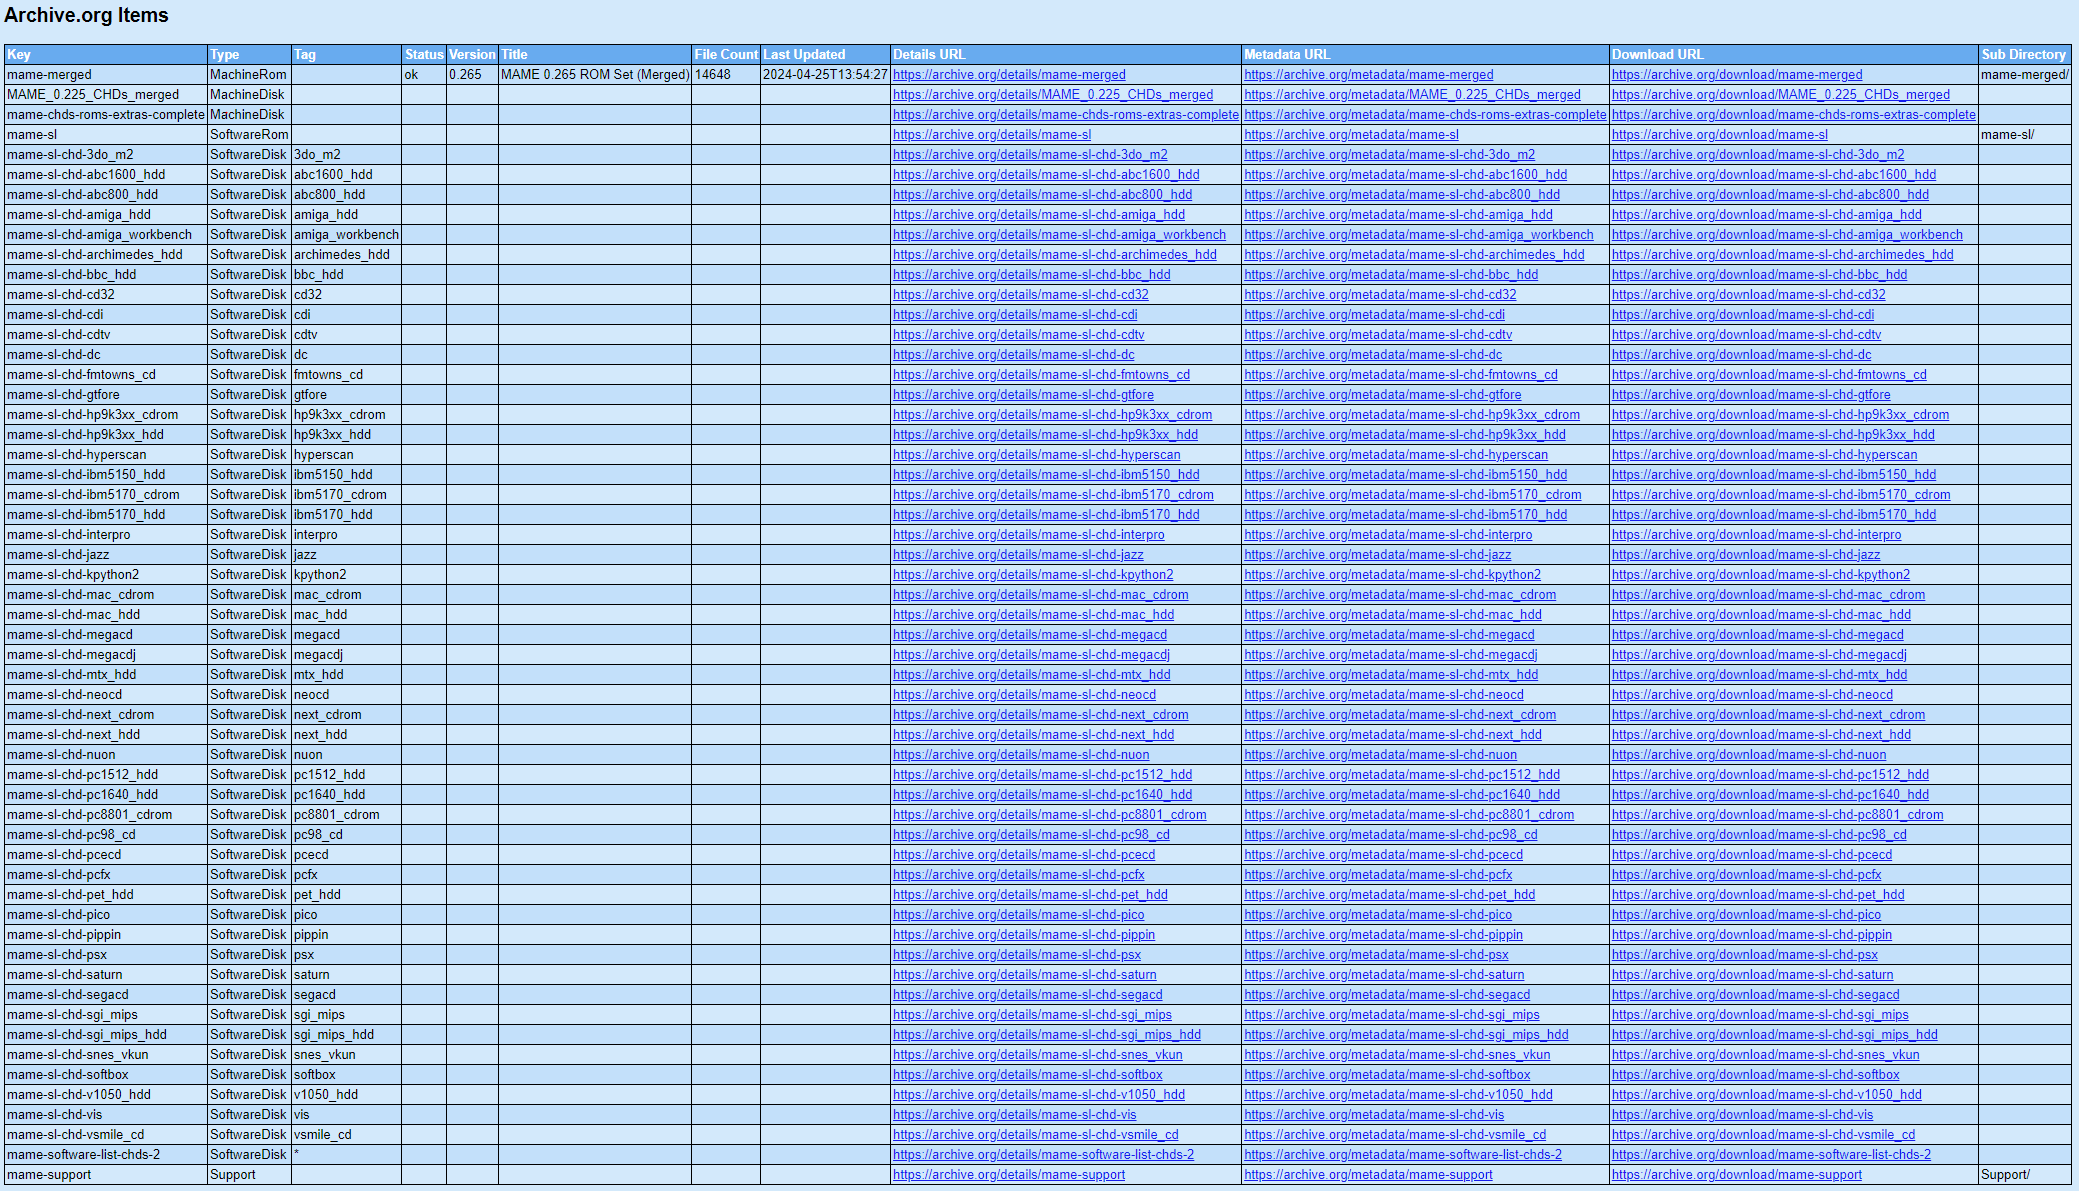 Archive.org Items
Key Type Tag Status Version Title File Count Last Updated Details URL Metadata URL Download URL Sub Directory
mame-merged MachineRom ok 0.265 MAME 0.265 ROM Set (Merged) 14648 2024-04-25T13:54:27 https://archive.org/details/mame-merged https://archive.org/metadata/mame-merged https://archive.org/download/mame-merged mame-merged/
MAME_0.225_CHDs_merged MachineDisk https://archive.org/details/MAME_0.225_CHDs_merged https://archive.org/metadata/MAME_0.225_CHDs_merged https://archive.org/download/MAME_0.225_CHDs_merged
mame-chds-roms-extras-complete MachineDisk https://archive.org/details/mame-chds-roms-extras-complete https://archive.org/metadata/mame-chds-roms-extras-complete https://archive.org/download/mame-chds-roms-extras-complete
mame-sl SoftwareRom https://archive.org/details/mame-sl https://archive.org/metadata/mame-sl https://archive.org/download/mame-sl mame-sl/
mame-sl-chd-3do_m2 SoftwareDisk 3do_m2 https://archive.org/details/mame-sl-chd-3do_m2 https://archive.org/metadata/mame-sl-chd-3do_m2 https://archive.org/download/mame-sl-chd-3do_m2
mame-sl-chd-abc1600_hdd SoftwareDisk abc1600_hdd https://archive.org/details/mame-sl-chd-abc1600_hdd https://archive.org/metadata/mame-sl-chd-abc1600_hdd https://archive.org/download/mame-sl-chd-abc1600_hdd
mame-sl-chd-abc800_hdd SoftwareDisk abc800_hdd https://archive.org/details/mame-sl-chd-abc800_hdd https://archive.org/metadata/mame-sl-chd-abc800_hdd https://archive.org/download/mame-sl-chd-abc800_hdd
mame-sl-chd-amiga_hdd SoftwareDisk amiga_hdd https://archive.org/details/mame-sl-chd-amiga_hdd https://archive.org/metadata/mame-sl-chd-amiga_hdd https://archive.org/download/mame-sl-chd-amiga_hdd
mame-sl-chd-amiga_workbench SoftwareDisk amiga_workbench https://archive.org/details/mame-sl-chd-amiga_workbench https://archive.org/metadata/mame-sl-chd-amiga_workbench https://archive.org/download/mame-sl-chd-amiga_workbench
mame-sl-chd-archimedes_hdd SoftwareDisk archimedes_hdd https://archive.org/details/mame-sl-chd-archimedes_hdd https://archive.org/metadata/mame-sl-chd-archimedes_hdd https://archive.org/download/mame-sl-chd-archimedes_hdd
mame-sl-chd-bbc_hdd SoftwareDisk bbc_hdd https://archive.org/details/mame-sl-chd-bbc_hdd https://archive.org/metadata/mame-sl-chd-bbc_hdd https://archive.org/download/mame-sl-chd-bbc_hdd
mame-sl-chd-cd32 SoftwareDisk cd32 https://archive.org/details/mame-sl-chd-cd32 https://archive.org/metadata/mame-sl-chd-cd32 https://archive.org/download/mame-sl-chd-cd32
mame-sl-chd-cdi SoftwareDisk cdi https://archive.org/details/mame-sl-chd-cdi https://archive.org/metadata/mame-sl-chd-cdi https://archive.org/download/mame-sl-chd-cdi
mame-sl-chd-cdtv SoftwareDisk cdtv https://archive.org/details/mame-sl-chd-cdtv https://archive.org/metadata/mame-sl-chd-cdtv https://archive.org/download/mame-sl-chd-cdtv
mame-sl-chd-dc SoftwareDisk dc https://archive.org/details/mame-sl-chd-dc https://archive.org/metadata/mame-sl-chd-dc https://archive.org/download/mame-sl-chd-dc
mame-sl-chd-fmtowns_cd SoftwareDisk fmtowns_cd https://archive.org/details/mame-sl-chd-fmtowns_cd https://archive.org/metadata/mame-sl-chd-fmtowns_cd https://archive.org/download/mame-sl-chd-fmtowns_cd
mame-sl-chd-gtfore SoftwareDisk gtfore https://archive.org/details/mame-sl-chd-gtfore https://archive.org/metadata/mame-sl-chd-gtfore https://archive.org/download/mame-sl-chd-gtfore
mame-sl-chd-hp9k3xx_cdrom SoftwareDisk hp9k3xx_cdrom https://archive.org/details/mame-sl-chd-hp9k3xx_cdrom https://archive.org/metadata/mame-sl-chd-hp9k3xx_cdrom https://archive.org/download/mame-sl-chd-hp9k3xx_cdrom
mame-sl-chd-hp9k3xx_hdd SoftwareDisk hp9k3xx_hdd https://archive.org/details/mame-sl-chd-hp9k3xx_hdd https://archive.org/metadata/mame-sl-chd-hp9k3xx_hdd https://archive.org/download/mame-sl-chd-hp9k3xx_hdd
mame-sl-chd-hyperscan SoftwareDisk hyperscan https://archive.org/details/mame-sl-chd-hyperscan https://archive.org/metadata/mame-sl-chd-hyperscan https://archive.org/download/mame-sl-chd-hyperscan
mame-sl-chd-ibm5150_hdd SoftwareDisk ibm5150_hdd https://archive.org/details/mame-sl-chd-ibm5150_hdd https://archive.org/metadata/mame-sl-chd-ibm5150_hdd https://archive.org/download/mame-sl-chd-ibm5150_hdd
mame-sl-chd-ibm5170_cdrom SoftwareDisk ibm5170_cdrom https://archive.org/details/mame-sl-chd-ibm5170_cdrom https://archive.org/metadata/mame-sl-chd-ibm5170_cdrom https://archive.org/download/mame-sl-chd-ibm5170_cdrom
mame-sl-chd-ibm5170_hdd SoftwareDisk ibm5170_hdd https://archive.org/details/mame-sl-chd-ibm5170_hdd https://archive.org/metadata/mame-sl-chd-ibm5170_hdd https://archive.org/download/mame-sl-chd-ibm5170_hdd
mame-sl-chd-interpro SoftwareDisk interpro https://archive.org/details/mame-sl-chd-interpro https://archive.org/metadata/mame-sl-chd-interpro https://archive.org/download/mame-sl-chd-interpro
mame-sl-chd-jazz SoftwareDisk jazz https://archive.org/details/mame-sl-chd-jazz https://archive.org/metadata/mame-sl-chd-jazz https://archive.org/download/mame-sl-chd-jazz
mame-sl-chd-kpython2 SoftwareDisk kpython2 https://archive.org/details/mame-sl-chd-kpython2 https://archive.org/metadata/mame-sl-chd-kpython2 https://archive.org/download/mame-sl-chd-kpython2
mame-sl-chd-mac_cdrom SoftwareDisk mac_cdrom https://archive.org/details/mame-sl-chd-mac_cdrom https://archive.org/metadata/mame-sl-chd-mac_cdrom https://archive.org/download/mame-sl-chd-mac_cdrom
mame-sl-chd-mac_hdd SoftwareDisk mac_hdd https://archive.org/details/mame-sl-chd-mac_hdd https://archive.org/metadata/mame-sl-chd-mac_hdd https://archive.org/download/mame-sl-chd-mac_hdd
mame-sl-chd-megacd SoftwareDisk megacd https://archive.org/details/mame-sl-chd-megacd https://archive.org/metadata/mame-sl-chd-megacd https://archive.org/download/mame-sl-chd-megacd
mame-sl-chd-megacdj SoftwareDisk megacdj https://archive.org/details/mame-sl-chd-megacdj https://archive.org/metadata/mame-sl-chd-megacdj https://archive.org/download/mame-sl-chd-megacdj
mame-sl-chd-mtx_hdd SoftwareDisk mtx_hdd https://archive.org/details/mame-sl-chd-mtx_hdd https://archive.org/metadata/mame-sl-chd-mtx_hdd https://archive.org/download/mame-sl-chd-mtx_hdd
mame-sl-chd-neocd SoftwareDisk neocd https://archive.org/details/mame-sl-chd-neocd https://archive.org/metadata/mame-sl-chd-neocd https://archive.org/download/mame-sl-chd-neocd
mame-sl-chd-next_cdrom SoftwareDisk next_cdrom https://archive.org/details/mame-sl-chd-next_cdrom https://archive.org/metadata/mame-sl-chd-next_cdrom https://archive.org/download/mame-sl-chd-next_cdrom
mame-sl-chd-next_hdd SoftwareDisk next_hdd https://archive.org/details/mame-sl-chd-next_hdd https://archive.org/metadata/mame-sl-chd-next_hdd https://archive.org/download/mame-sl-chd-next_hdd
mame-sl-chd-nuon SoftwareDisk nuon https://archive.org/details/mame-sl-chd-nuon https://archive.org/metadata/mame-sl-chd-nuon https://archive.org/download/mame-sl-chd-nuon
mame-sl-chd-pc1512_hdd SoftwareDisk pc1512_hdd https://archive.org/details/mame-sl-chd-pc1512_hdd https://archive.org/metadata/mame-sl-chd-pc1512_hdd https://archive.org/download/mame-sl-chd-pc1512_hdd
mame-sl-chd-pc1640_hdd SoftwareDisk pc1640_hdd https://archive.org/details/mame-sl-chd-pc1640_hdd https://archive.org/metadata/mame-sl-chd-pc1640_hdd https://archive.org/download/mame-sl-chd-pc1640_hdd
mame-sl-chd-pc8801_cdrom SoftwareDisk pc8801_cdrom https://archive.org/details/mame-sl-chd-pc8801_cdrom https://archive.org/metadata/mame-sl-chd-pc8801_cdrom https://archive.org/download/mame-sl-chd-pc8801_cdrom
mame-sl-chd-pc98_cd SoftwareDisk pc98_cd https://archive.org/details/mame-sl-chd-pc98_cd https://archive.org/metadata/mame-sl-chd-pc98_cd https://archive.org/download/mame-sl-chd-pc98_cd
mame-sl-chd-pcecd SoftwareDisk pcecd https://archive.org/details/mame-sl-chd-pcecd https://archive.org/metadata/mame-sl-chd-pcecd https://archive.org/download/mame-sl-chd-pcecd
mame-sl-chd-pcfx SoftwareDisk pcfx https://archive.org/details/mame-sl-chd-pcfx https://archive.org/metadata/mame-sl-chd-pcfx https://archive.org/download/mame-sl-chd-pcfx
mame-sl-chd-pet_hdd SoftwareDisk pet_hdd https://archive.org/details/mame-sl-chd-pet_hdd https://archive.org/metadata/mame-sl-chd-pet_hdd https://archive.org/download/mame-sl-chd-pet_hdd
mame-sl-chd-pico SoftwareDisk pico https://archive.org/details/mame-sl-chd-pico https://archive.org/metadata/mame-sl-chd-pico https://archive.org/download/mame-sl-chd-pico
mame-sl-chd-pippin SoftwareDisk pippin https://archive.org/details/mame-sl-chd-pippin https://archive.org/metadata/mame-sl-chd-pippin https://archive.org/download/mame-sl-chd-pippin
mame-sl-chd-psx SoftwareDisk psx https://archive.org/details/mame-sl-chd-psx https://archive.org/metadata/mame-sl-chd-psx https://archive.org/download/mame-sl-chd-psx
mame-sl-chd-saturn SoftwareDisk saturn https://archive.org/details/mame-sl-chd-saturn https://archive.org/metadata/mame-sl-chd-saturn https://archive.org/download/mame-sl-chd-saturn
mame-sl-chd-segacd SoftwareDisk segacd https://archive.org/details/mame-sl-chd-segacd https://archive.org/metadata/mame-sl-chd-segacd https://archive.org/download/mame-sl-chd-segacd
mame-sl-chd-sgi_mips SoftwareDisk sgi_mips https://archive.org/details/mame-sl-chd-sgi_mips https://archive.org/metadata/mame-sl-chd-sgi_mips https://archive.org/download/mame-sl-chd-sgi_mips
mame-sl-chd-sgi_mips_hdd SoftwareDisk sgi_mips_hdd https://archive.org/details/mame-sl-chd-sgi_mips_hdd https://archive.org/metadata/mame-sl-chd-sgi_mips_hdd https://archive.org/download/mame-sl-chd-sgi_mips_hdd
mame-sl-chd-snes_vkun SoftwareDisk snes_vkun https://archive.org/details/mame-sl-chd-snes_vkun https://archive.org/metadata/mame-sl-chd-snes_vkun https://archive.org/download/mame-sl-chd-snes_vkun
mame-sl-chd-softbox SoftwareDisk softbox https://archive.org/details/mame-sl-chd-softbox https://archive.org/metadata/mame-sl-chd-softbox https://archive.org/download/mame-sl-chd-softbox
mame-sl-chd-v1050_hdd SoftwareDisk v1050_hdd https://archive.org/details/mame-sl-chd-v1050_hdd https://archive.org/metadata/mame-sl-chd-v1050_hdd https://archive.org/download/mame-sl-chd-v1050_hdd
mame-sl-chd-vis SoftwareDisk vis https://archive.org/details/mame-sl-chd-vis https://archive.org/metadata/mame-sl-chd-vis https://archive.org/download/mame-sl-chd-vis
mame-sl-chd-vsmile_cd SoftwareDisk vsmile_cd https://archive.org/details/mame-sl-chd-vsmile_cd https://archive.org/metadata/mame-sl-chd-vsmile_cd https://archive.org/download/mame-sl-chd-vsmile_cd
mame-software-list-chds-2 SoftwareDisk * https://archive.org/details/mame-software-list-chds-2 https://archive.org/metadata/mame-software-list-chds-2 https://archive.org/download/mame-software-list-chds-2
mame-support Support https://archive.org/details/mame-support https://archive.org/metadata/mame-support https://archive.org/download/mame-support Support/